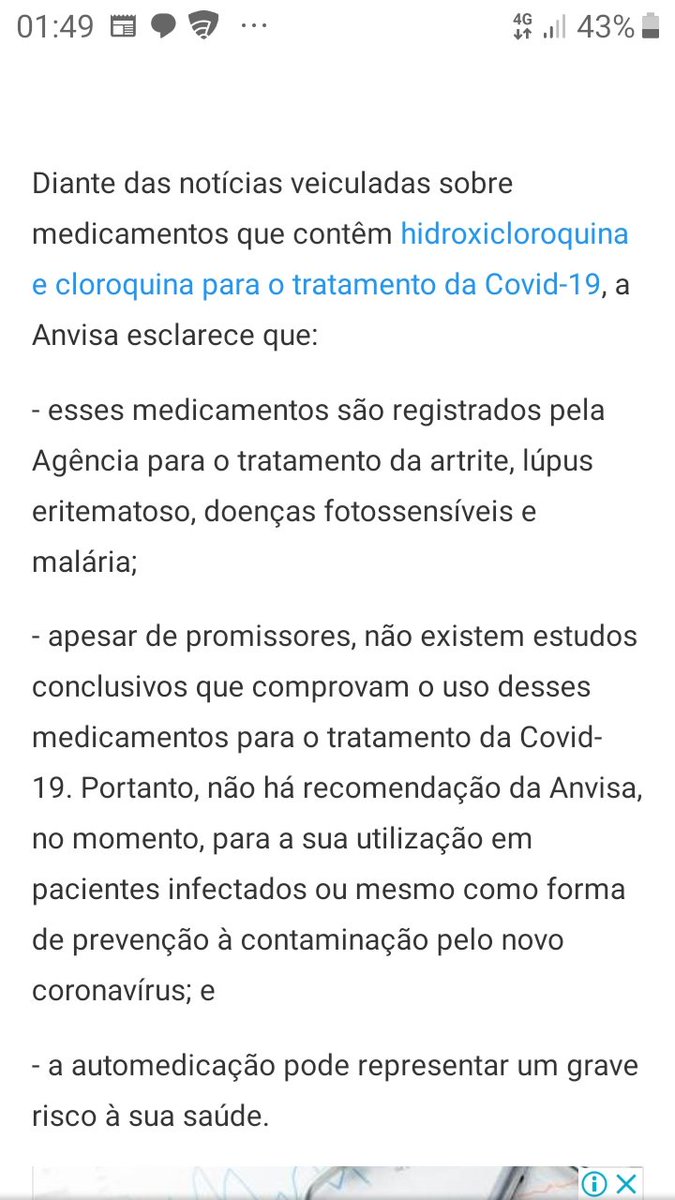 01:49 ... 4G 43%
Diante das notícias veiculadas sobre
medicamentos que contêm hidroxicloroquina
e cloroquina para o tratamento da Covid-19, a
Anvisa esclarece que:
- esses medicamentos são registrados pela
Agência para o tratamento da artrite, lúpus
eritematoso, doenças fotossensíveis e
malária;
- apesar de promissores, não existem estudos
conclusivos que comprovam o uso desses
medicamentos para o tratamento da Covid-
19. Portanto, não há recomendação da Anvisa,
no momento, para a sua utilização em
pacientes infectados ou mesmo como forma
de prevenção à contaminação pelo novo
coronavírus; e
- a automedicação pode representar um grave
risco à sua saúde.